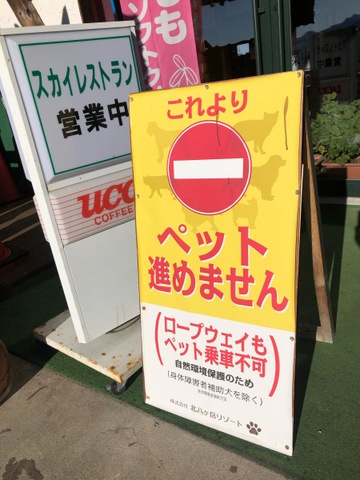 スカイレストラン
営業中
ucc
COFFEE
これより
ペット
進めません
ロープウェイも
ペット乗車不可
自然環境保護のため
(身体障害者補助犬を除く)
株式会社 北八ヶ岳リゾート